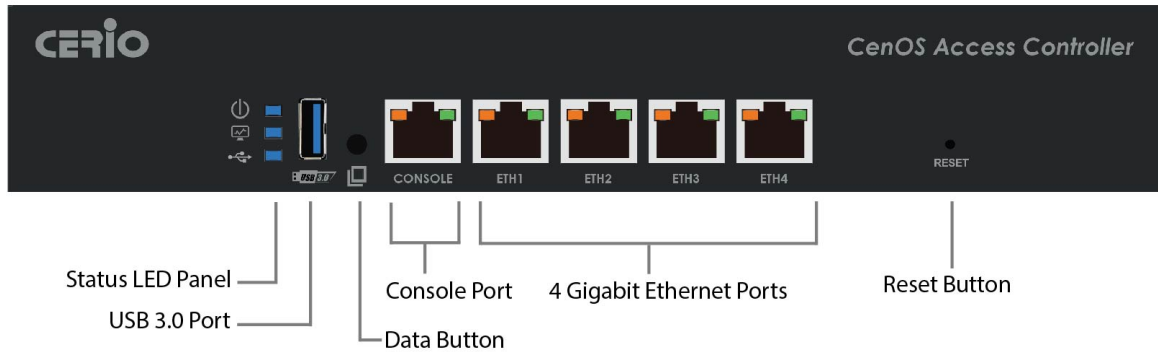 CERIO
CenOS Access Controller
USB 3.0
CONSOLE
ETH1
ETH2
ETH3
ETH4
RESET
Status LED Panel
Console Port
4 Gigabit Ethernet Ports
Reset Button
USB 3.0 Port
Data Button